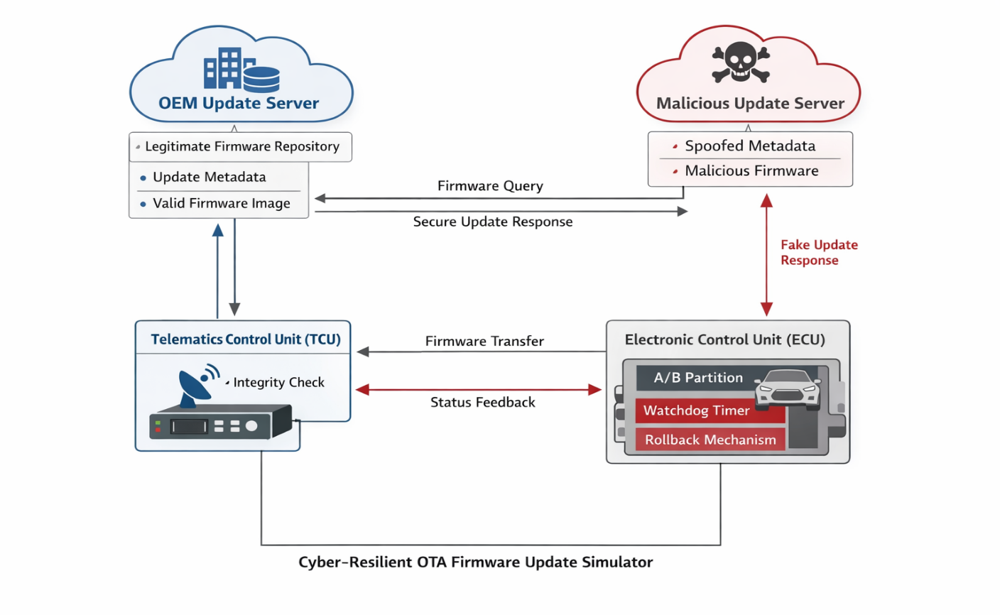 OEM Update Server
Malicious Update Server
Legitimate Firmware Repository
Update Metadata
Valid Firmware Image
Spoofed Metadata
Malicious Firmware
Firmware Query
Secure Update Response
Fake Update
Response
Telematics Control Unit (TCU)
Integrity Check
Firmware Transfer
Status Feedback
Electronic Control Unit (ECU)
A/B Partition
Watchdog Timer
Rollback Mechanism
Cyber-Resilient OTA Firmware Update Simulator